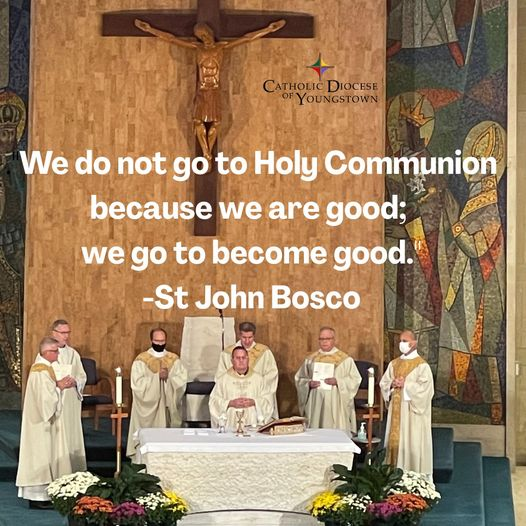 CATHOLIC DIOCESE
OF YOUNGSTOWN
We do not go to Holy Communion
because we are good;
we go to become good."
-St John Bosco